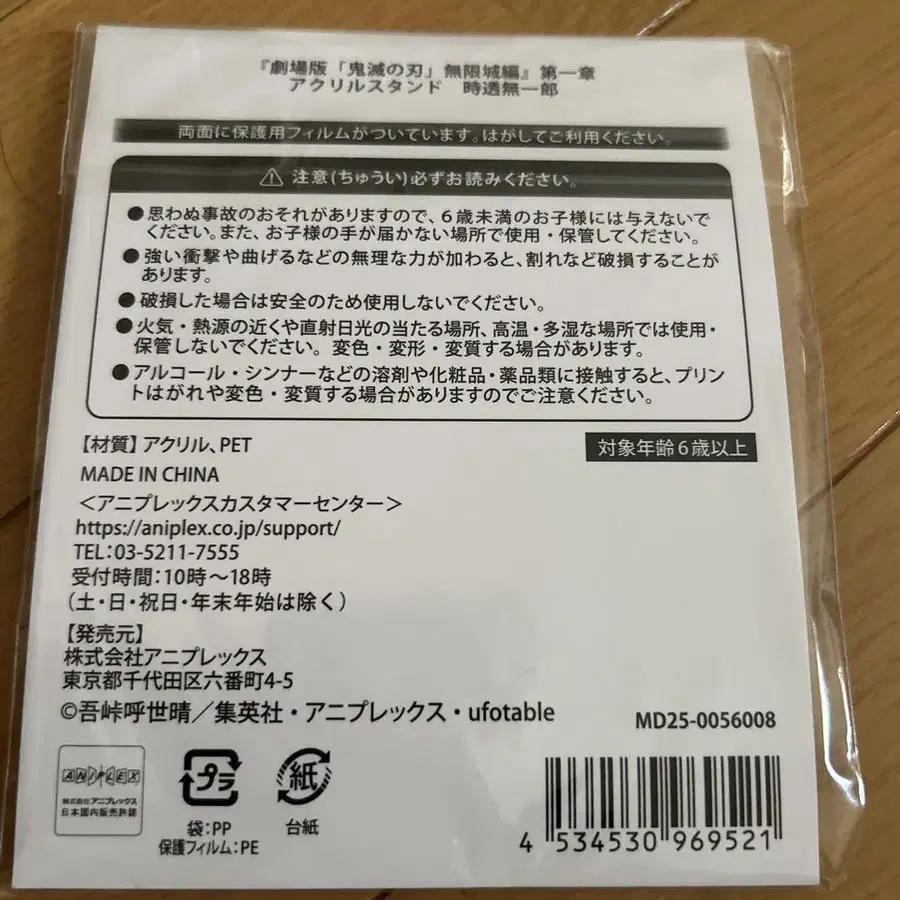 『劇場版「鬼滅の刃」無限城編』第一章
アクリルスタンド 時透無一郎
両面に保護用フィルムがついています。はがしてご利用ください。
注意(ちゅうい)必ずお読みください。
●思わぬ事故のおそれがありますので、6歳未満のお子様には与えないで
ください。また、お子様の手が届かない場所で使用・保管してください。
●強い衝撃や曲げるなどの無理な力が加わると、割れなど破損することが
あります。
●破損した場合は安全のため使用しないでください。
●火気・熱源の近くや直射日光の当たる場所、高温・多湿な場所では使用・
保管しないでください。変色・変形・変質する場合があります。
●アルコール・シンナーなどの溶剤や化粧品・薬品類に接触すると、プリン
トはがれや変色・変質する場合がありますのでご注意ください。
【材質】アクリル、PET
対象年齢6歳以上
MADE IN CHINA
＜アニプレックスカスタマーセンター＞
https://aniplex.co.jp/support/
TEL:03-5211-7555
受付時間:10時～18時
(土・日・祝日・年末年始は除く)
【発売元】
株式会社アニプレックス
東京都千代田区六番町4-5
©吾峠呼世晴／集英社・アニプレックス・ufotable
MD25-0056008
ANIPLEX
株式会社アニプレックス
日本国内販売許諾
プラ
袋:PP
保護フィルム:PE
紙
台紙
4 534530 969521